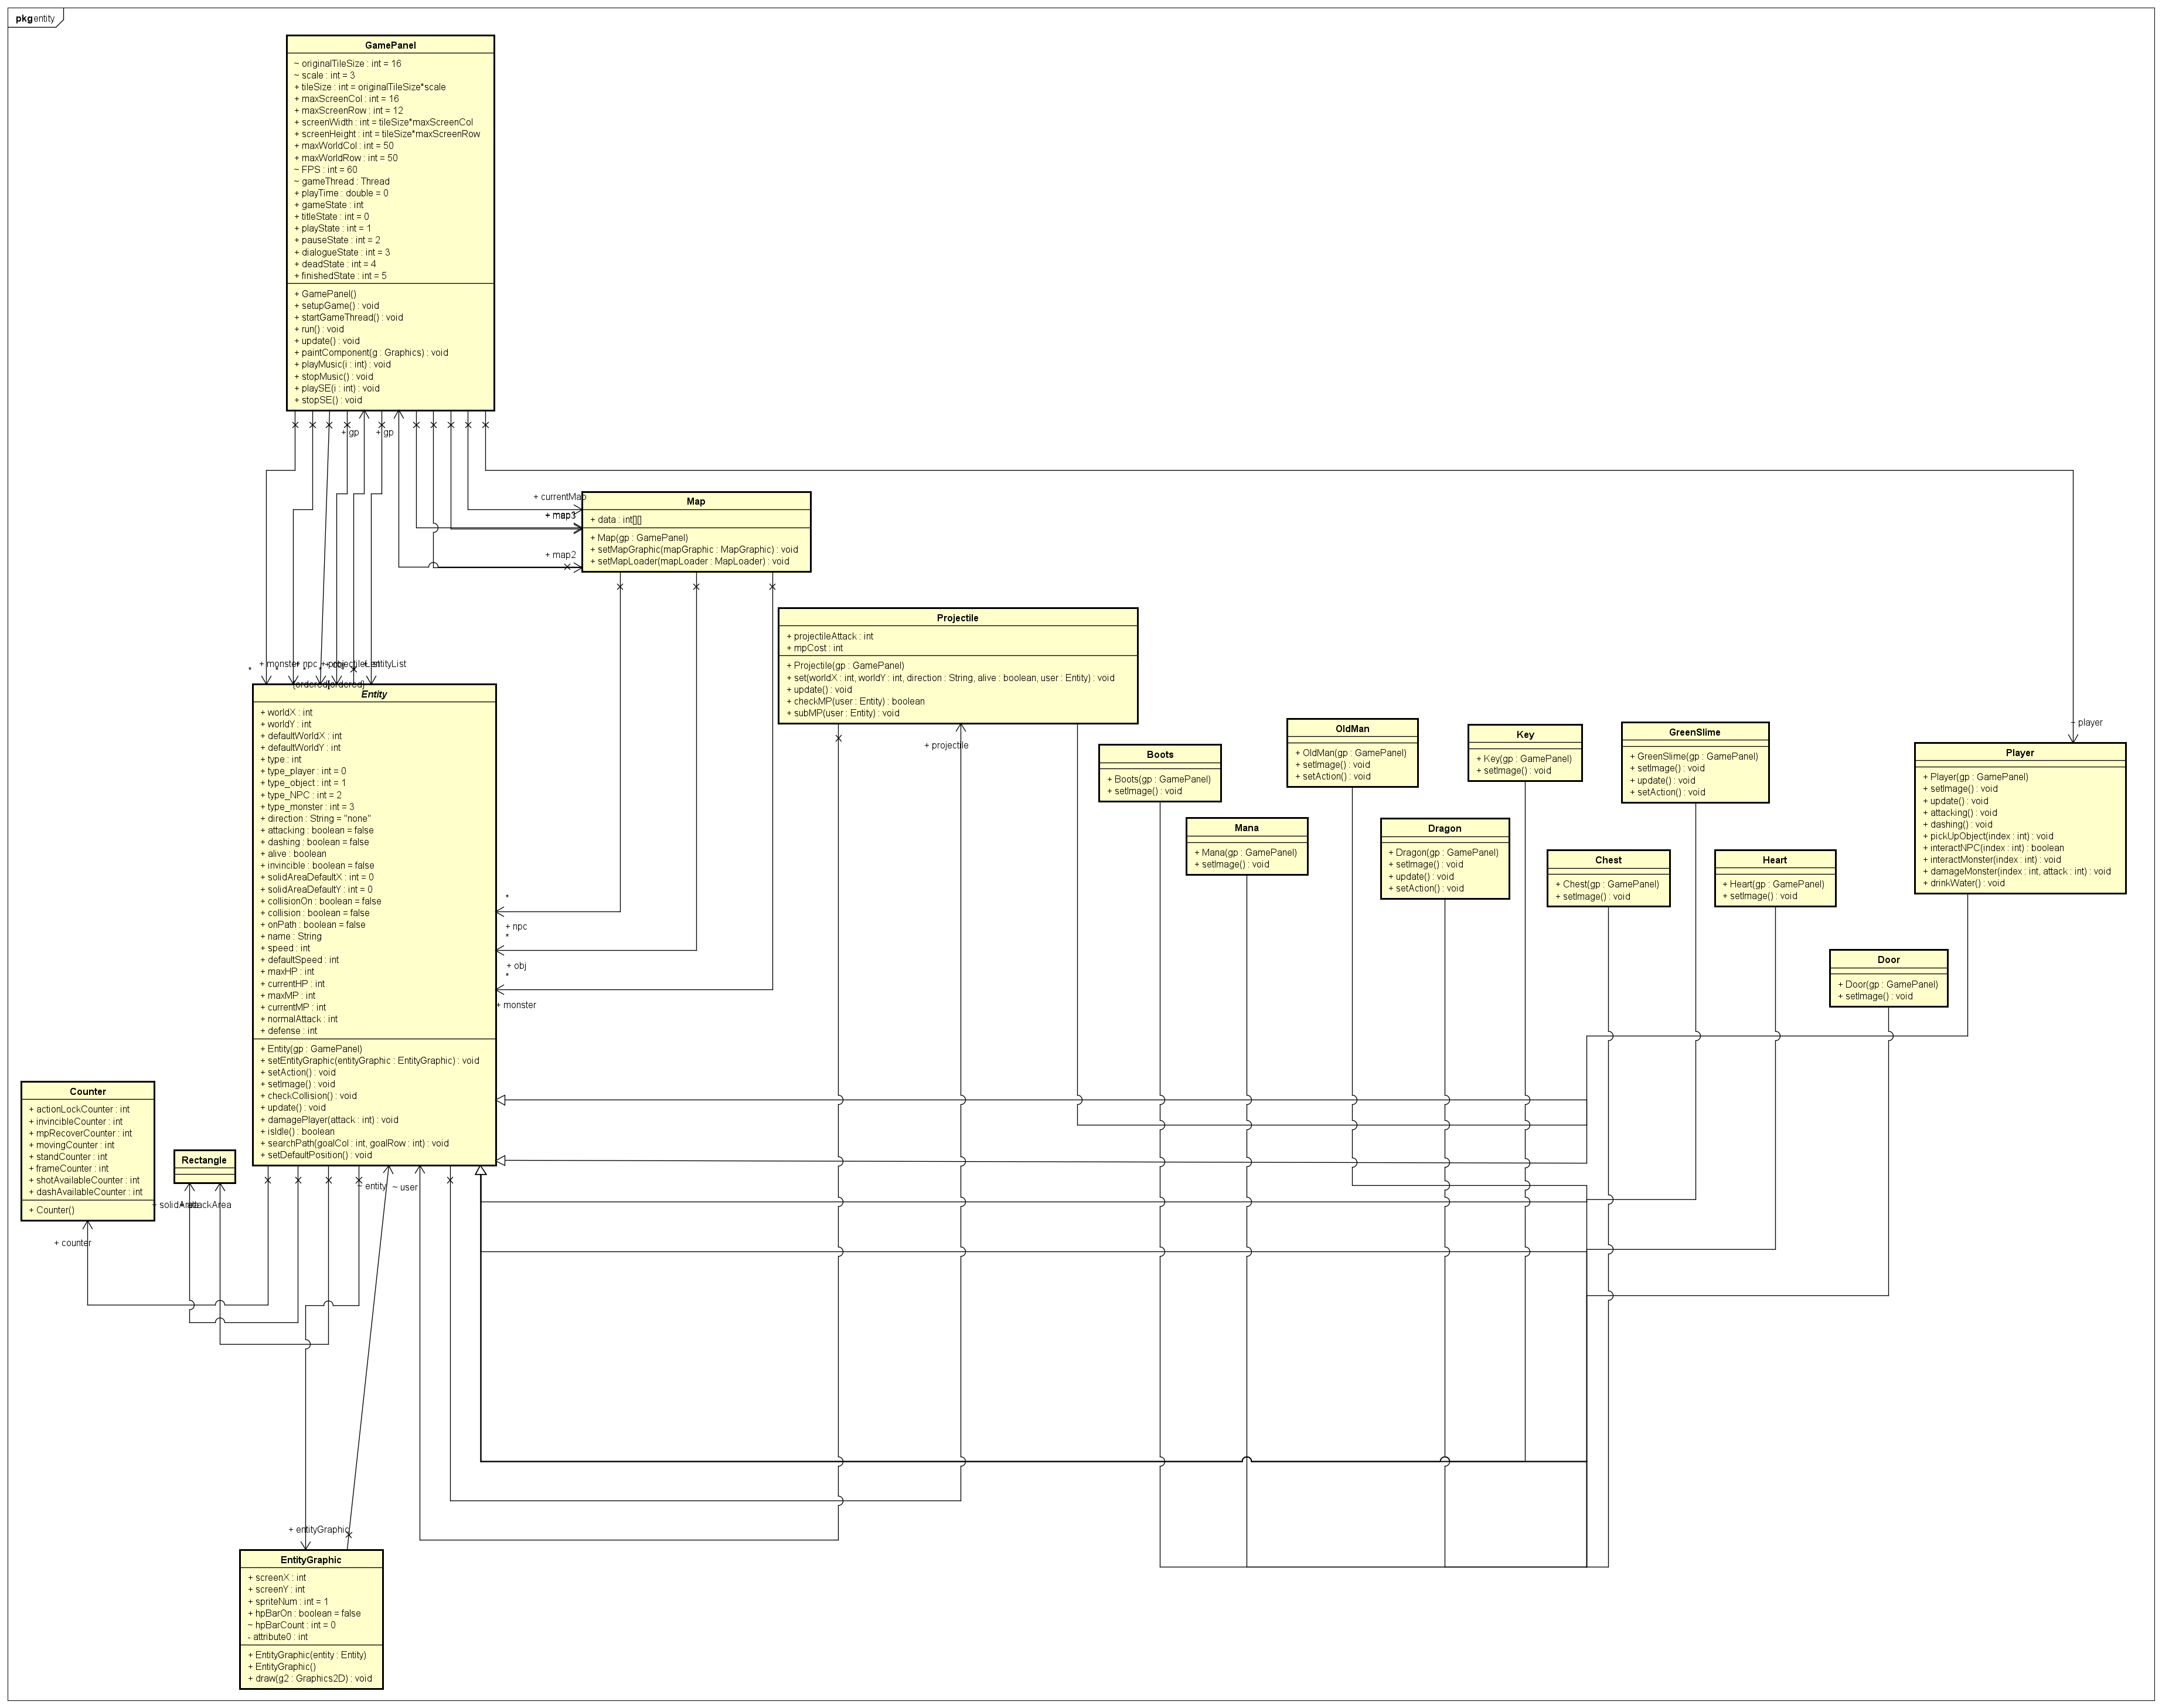 pkg entity
GamePanel
~ originalTileSize : int = 16
~ scale : int = 3
+ tileSize : int = originalTileSize*scale
+ maxScreenCol : int = 16
+ maxScreenRow : int = 12
+ screenWidth : int = tileSize*maxScreenCol
+ screenHeight : int = tileSize*maxScreenRow
+ maxWorldCol : int = 50
+ maxWorldRow : int = 50
~ FPS : int = 60
~ gameThread : Thread
+ playTime : double = 0
+ gameState : int
+ titleState : int = 0
+ playState : int = 1
+ pauseState : int = 2
+ dialogueState : int = 3
+ deadState : int = 4
+ finishedState : int = 5
+ GamePanel()
+ setupGame() : void
+ startGameThread() : void
+ run() : void
+ update() : void
+ paintComponent(g : Graphics) : void
+ playMusic(i : int) : void
+ stopMusic() : void
+ playSE(i : int) : void
+ stopSE() : void
+ gp
+ gp
+ currentMap
+ map3
+ map2
Map
+ data : int[][]
+ Map(gp : GamePanel)
+ setMapGraphic(mapGraphic : MapGraphic) : void
+ setMapLoader(mapLoader : MapLoader) : void
Projectile
+ projectileAttack : int
+ mpCost : int
+ Projectile(gp : GamePanel)
+ set(worldX : int, worldY : int, direction : String, alive : boolean, user : Entity) : void
+ update() : void
+ checkMP(user : Entity) : boolean
+ subMP(user : Entity) : void
+ projectile
* + monster
* + npc
+ projectileList
+ entityList
{ordered}
{ordered}
Entity
+ worldX : int
+ worldY : int
+ defaultWorldX : int
+ defaultWorldY : int
+ type : int
+ type_player : int = 0
+ type_object : int = 1
+ type_NPC : int = 2
+ type_monster : int = 3
+ direction : String = "none"
+ attacking : boolean = false
+ dashing : boolean = false
+ alive : boolean
+ invincible : boolean = false
+ solidAreaDefaultX : int = 0
+ solidAreaDefaultY : int = 0
+ collisionOn : boolean = false
+ collision : boolean = false
+ onPath : boolean = false
+ name : String
+ speed : int
+ defaultSpeed : int
+ maxHP : int
+ currentHP : int
+ maxMP : int
+ currentMP : int
+ normalAttack : int
+ defense : int
+ Entity(gp : GamePanel)
+ setEntityGraphic(entityGraphic : EntityGraphic) : void
+ setAction() : void
+ setImage() : void
+ checkCollision() : void
+ update() : void
+ damagePlayer(attack : int) : void
+ isIdle() : boolean
+ searchPath(goalCol : int, goalRow : int) : void
+ setDefaultPosition() : void
*
+ npc
*
+ obj
*
+ monster
Boots
+ Boots(gp : GamePanel)
+ setImage() : void
Mana
+ Mana(gp : GamePanel)
+ setImage() : void
OldMan
+ OldMan(gp : GamePanel)
+ setImage() : void
+ setAction() : void
Dragon
+ Dragon(gp : GamePanel)
+ setImage() : void
+ update() : void
+ setAction() : void
Key
+ Key(gp : GamePanel)
+ setImage() : void
Chest
+ Chest(gp : GamePanel)
+ setImage() : void
GreenSlime
+ GreenSlime(gp : GamePanel)
+ setImage() : void
+ update() : void
+ setAction() : void
Heart
+ Heart(gp : GamePanel)
+ setImage() : void
~ player
Player
+ Player(gp : GamePanel)
+ setImage() : void
+ update() : void
+ attacking() : void
+ dashing() : void
+ pickUpObject(index : int) : void
+ interactNPC(index : int) : boolean
+ interactMonster(index : int) : void
+ damageMonster(index : int, attack : int) : void
+ drinkWater() : void
Door
+ Door(gp : GamePanel)
+ setImage() : void
Counter
+ actionLockCounter : int
+ invincibleCounter : int
+ mpRecoverCounter : int
+ movingCounter : int
+ standCounter : int
+ frameCounter : int
+ shotAvailableCounter : int
+ dashAvailableCounter : int
+ Counter()
+ counter
Rectangle
+ solidArea
+ attackArea
~ entity
~ user
+ entityGraphic
EntityGraphic
+ screenX : int
+ screenY : int
+ spriteNum : int = 1
+ hpBarOn : boolean = false
~ hpBarCount : int = 0
- attribute0 : int
+ EntityGraphic(entity : Entity)
+ EntityGraphic()
+ draw(g2 : Graphics2D) : void